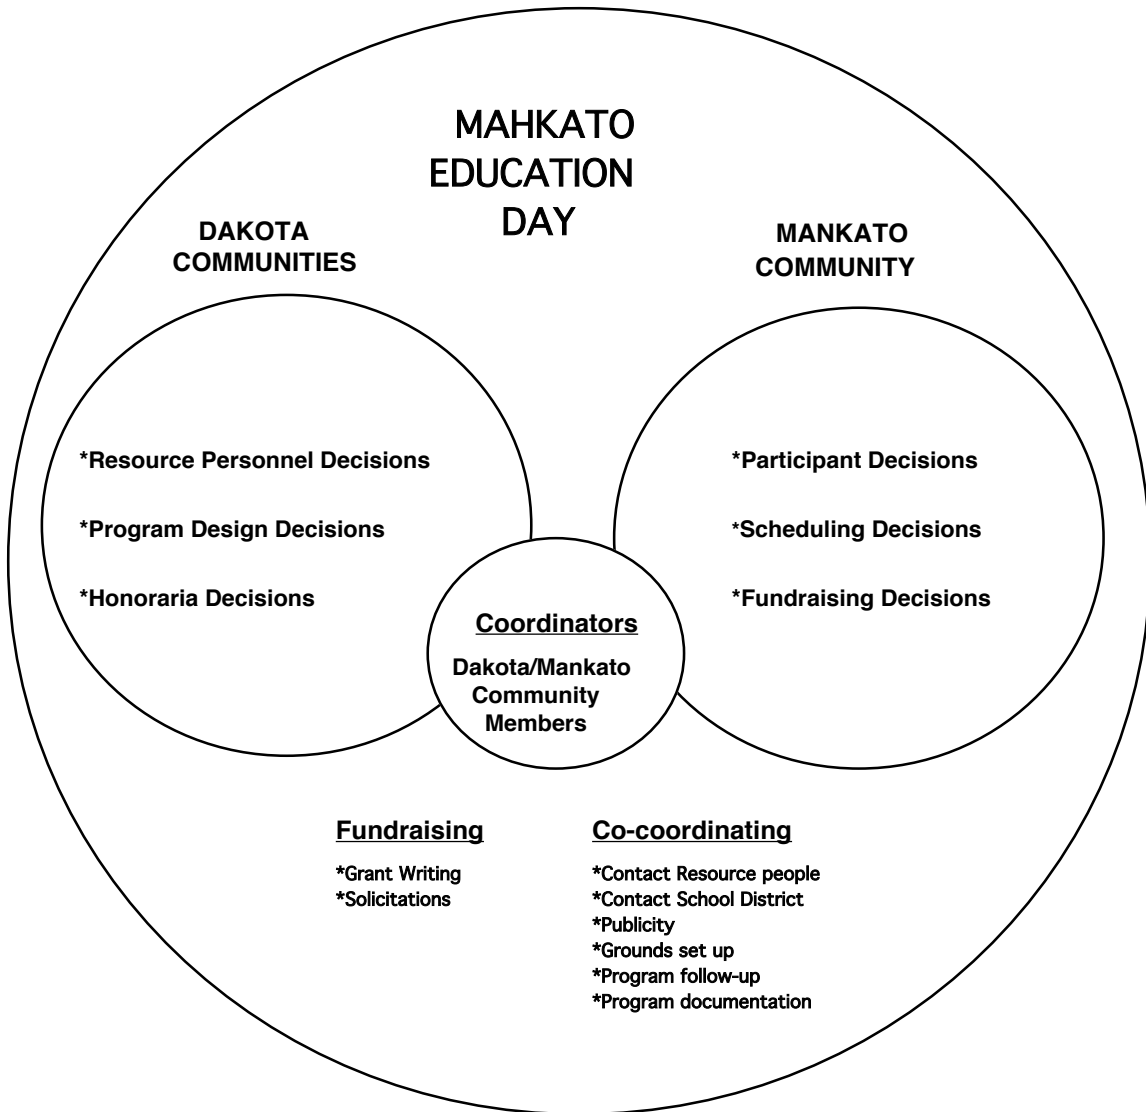 MAHKATO
EDUCATION
DAY
DAKOTA
COMMUNITIES
MANKATO
COMMUNITY
*Resource Personnel Decisions
*Program Design Decisions
*Honoraria Decisions
*Participant Decisions
*Scheduling Decisions
*Fundraising Decisions
Coordinators
Dakota/Mankato
Community
Members
Fundraising
*Grant Writing
*Solicitations
Co-coordinating
*Contact Resource people
*Contact School District
*Publicity
*Grounds set up
*Program follow-up
*Program documentation